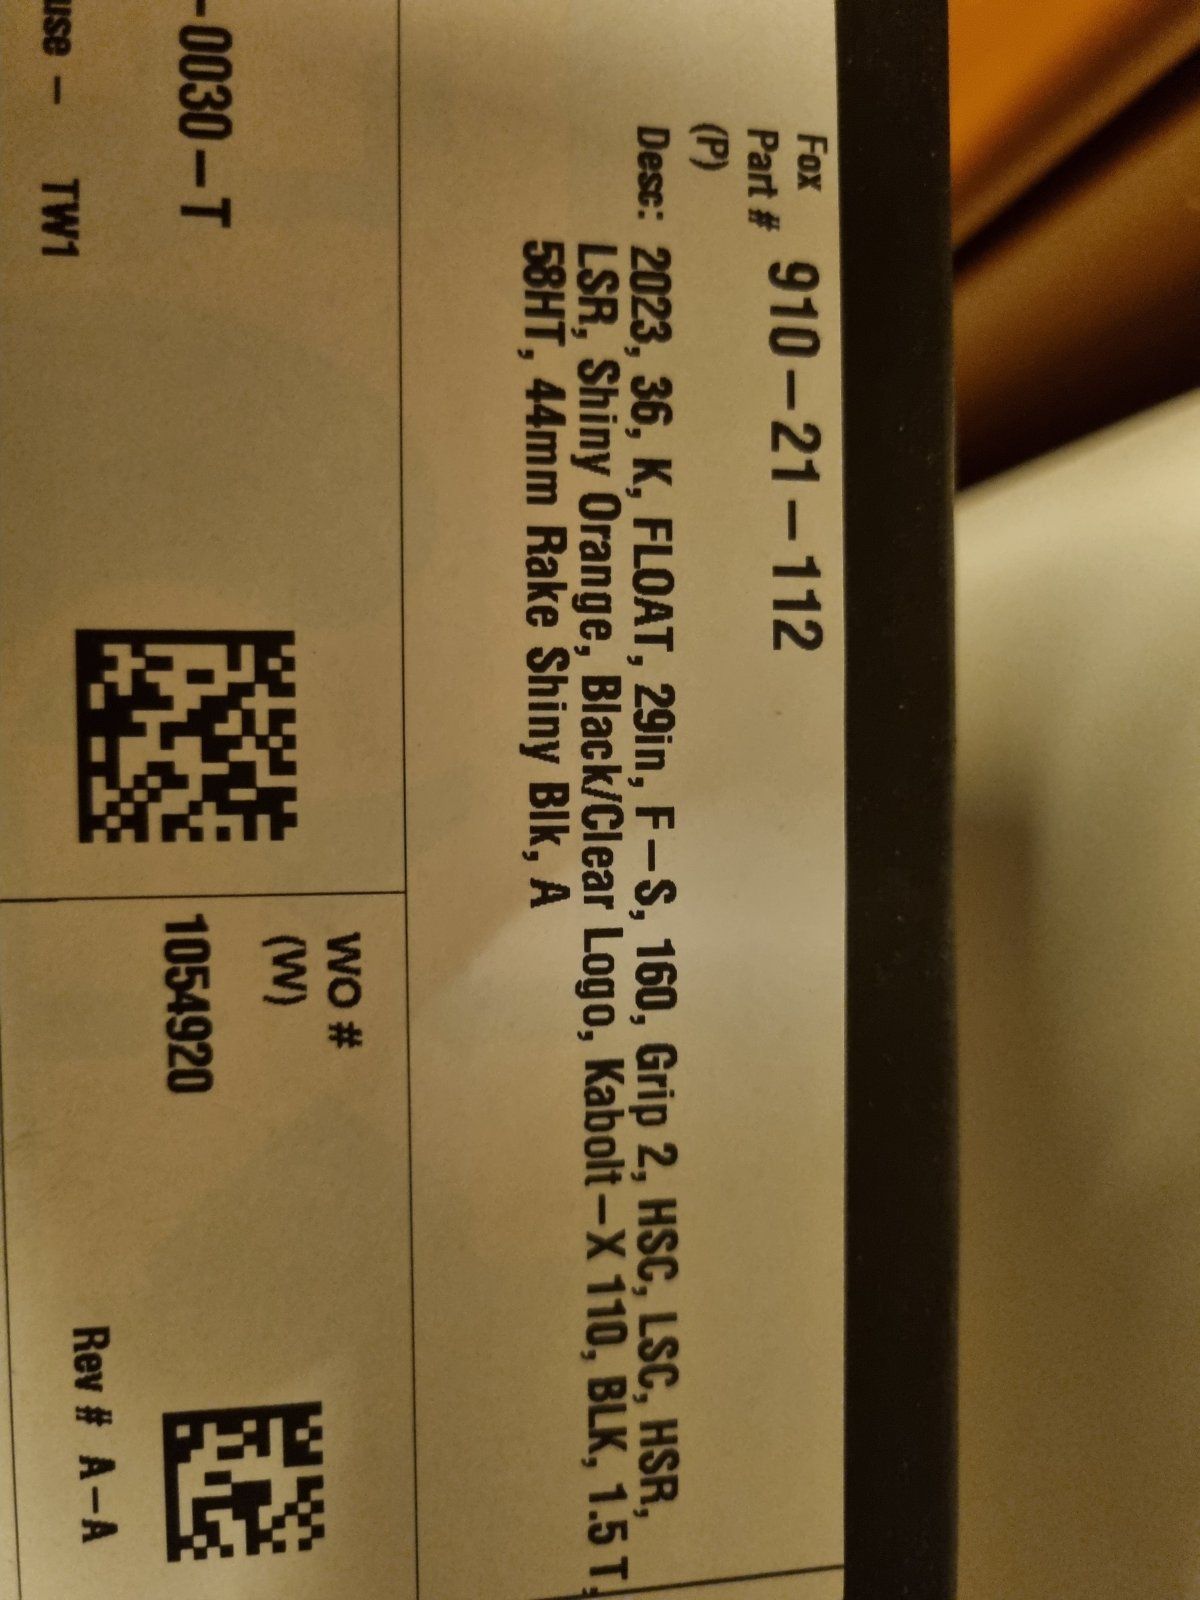 Fox
Part # 910-21-112
(P)
Desc: 2023, 36, K, FLOAT, 29in, F-S, 160, Grip 2, HSC, LSC, HSR,
LSR, Shiny Orange, Black/Clear Logo, Kabolt-X 110, BLK, 1.5 T,
58HT, 44mm Rake Shiny Blk, A
WO #
(W)
1054920
Rev # A-A
-0030-T
use - TW1